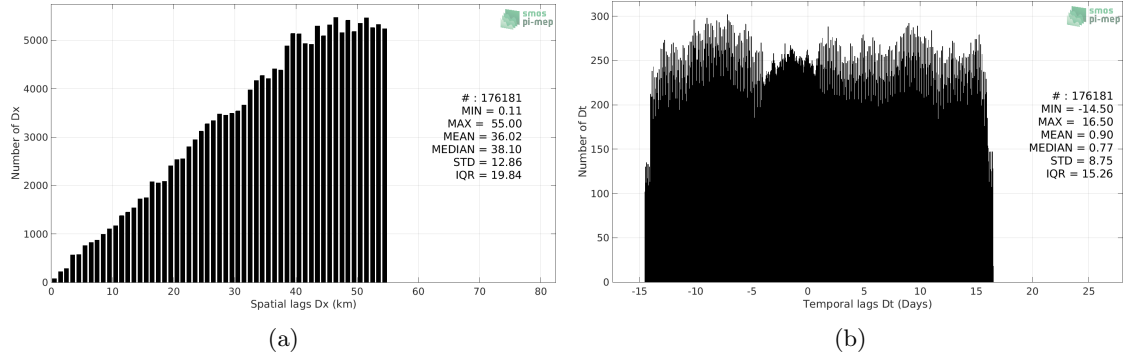 smos
pi-mep
5000
4000
3000
2000
1000
0
Number of Dx
# : 176181
MIN = 0.11
MAX = 55.00
MEAN = 36.02
MEDIAN = 38.10
STD = 12.86
IQR = 19.84
0 10 20 30 40 50 60 70 80
Spatial lags Dx (km)
(a)
smos
pi-mep
300
250
200
150
100
50
0
Number of Dt
# : 176181
MIN = -14.50
MAX = 16.50
MEAN = 0.90
MEDIAN = 0.77
STD = 8.75
IQR = 15.26
-15 -10 -5 0 5 10 15 20 25
Temporal lags Dt (Days)
(b)